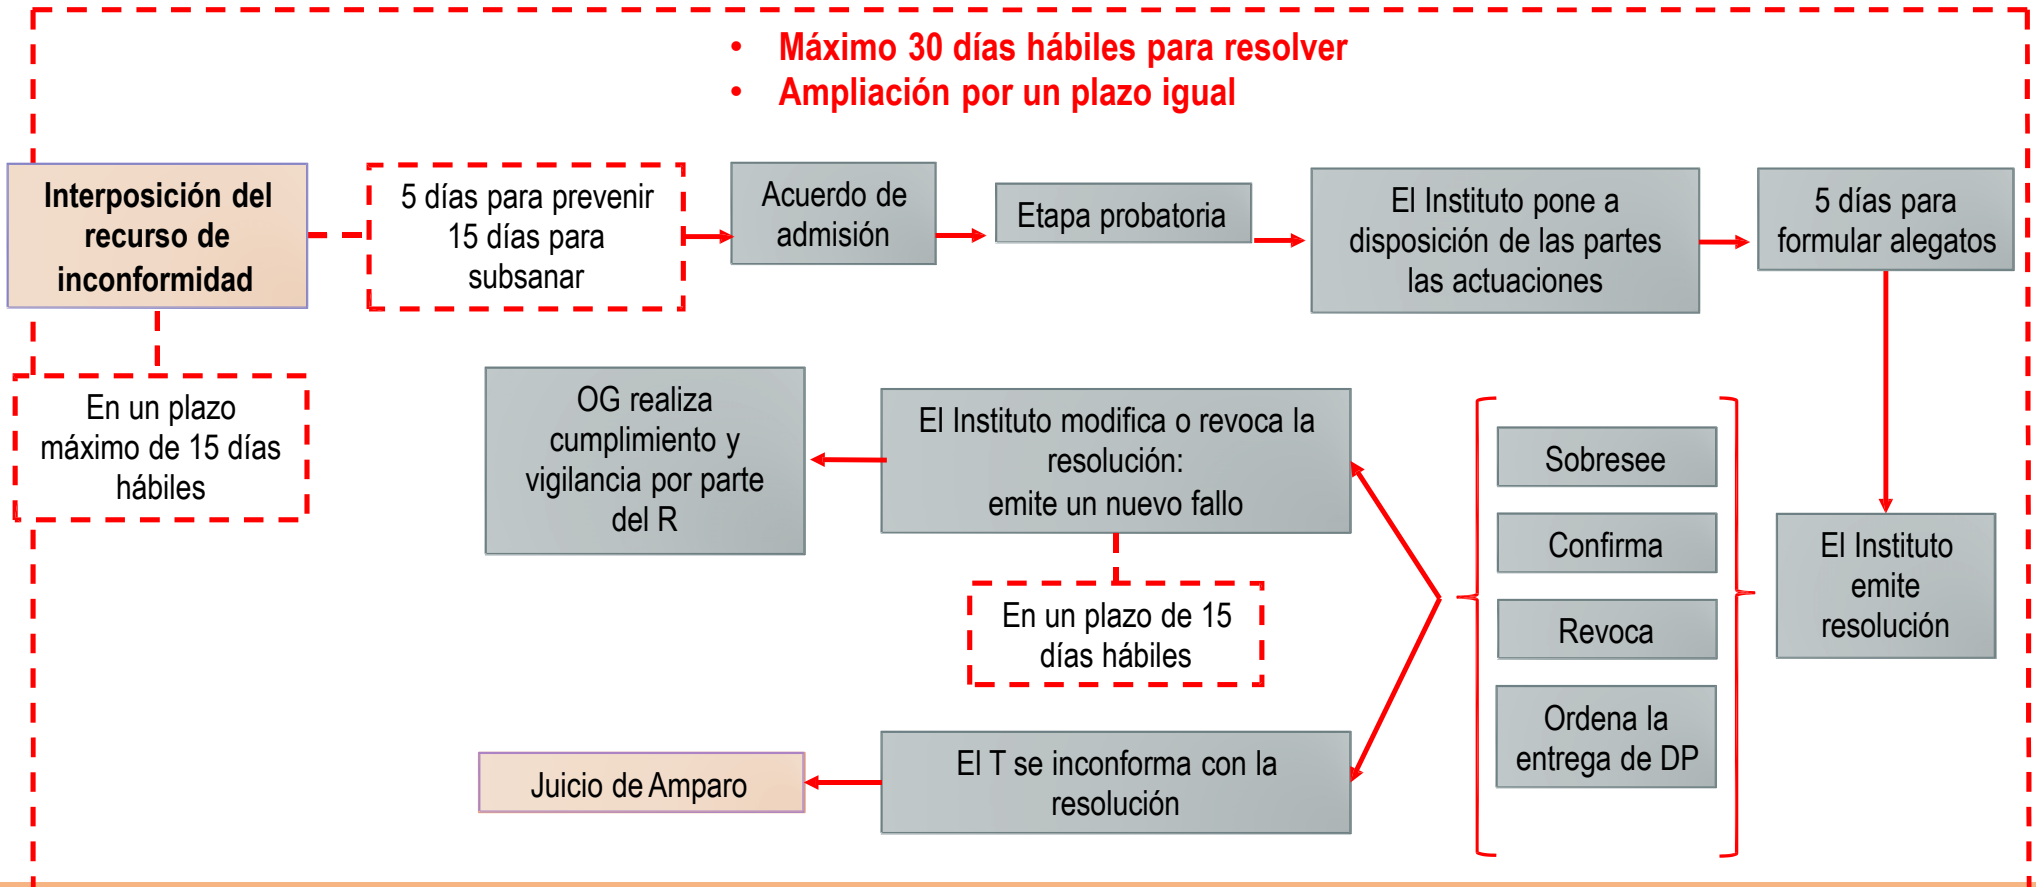 • Máximo 30 días hábiles para resolver
• Ampliación por un plazo igual
Interposición del
recurso de
inconformidad
5 días para prevenir
15 días para
subsanar
Acuerdo de
admisión
Etapa probatoria
El Instituto pone a
disposición de las partes
las actuaciones
5 días para
formular alegatos
En un plazo
máximo de 15 días
hábiles
OG realiza
cumplimiento y
vigilancia por parte
del R
El Instituto modifica o revoca la
resolución:
emite un nuevo fallo
En un plazo de 15
días hábiles
Sobresee
Confirma
Revoca
Ordena la
entrega de DP
El Instituto
emite
resolución
Juicio de Amparo
El T se inconforma con la
resolución